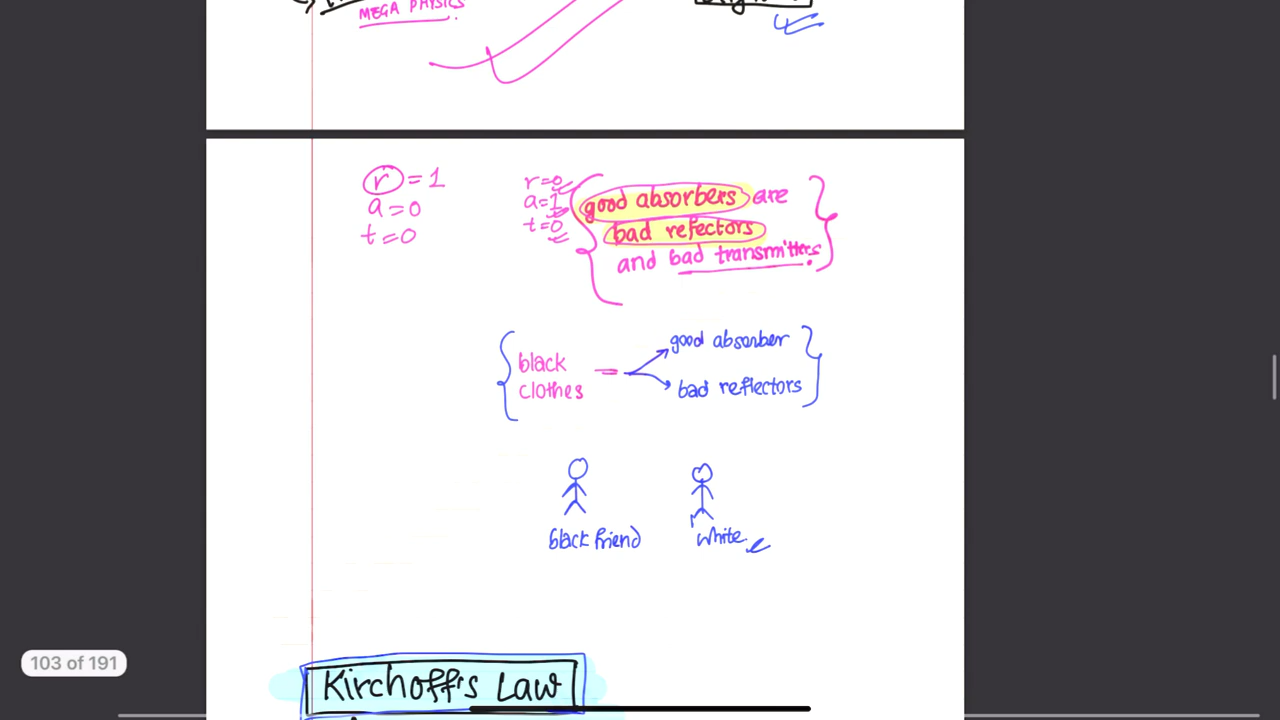 MEGA PHYSICS
r = 1
a = 0
t = 0
r=0
a=1
t=0
good absorbers are
bad refectors
and bad transmitters.
black
clothes
good absorber
bad reflectors
black friend
white
103 of 191
Kirchoff's Law